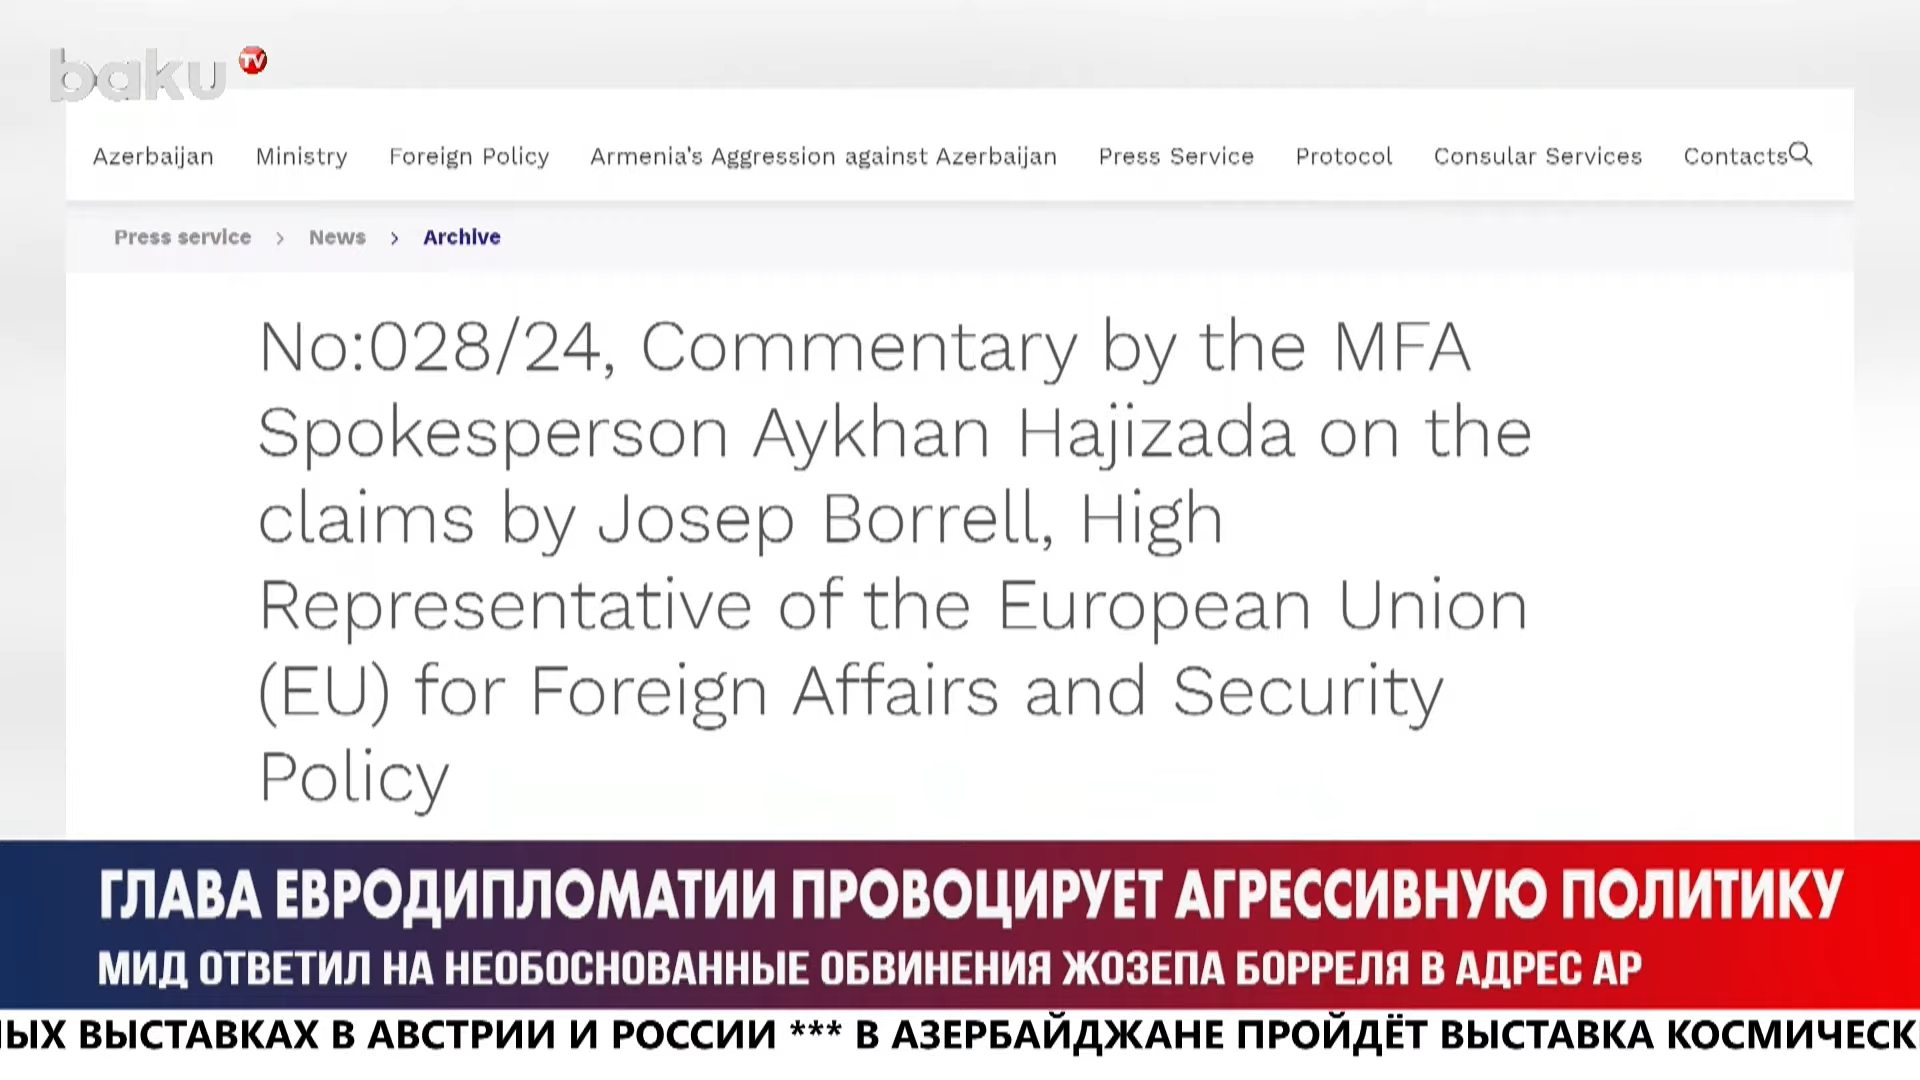 baku TV
Azerbaijan Ministry Foreign Policy Armenia's Aggression against Azerbaijan Press Service Protocol Consular Services Contacts
Press service > News > Archive
No:028/24, Commentary by the MFA
Spokesperson Aykhan Hajizada on the
claims by Josep Borrell, High
Representative of the European Union
(EU) for Foreign Affairs and Security
Policy
ГЛАВА ЕВРОДИПЛОМАТИИ ПРОВОЦИРУЕТ АГРЕССИВНУЮ ПОЛИТИКУ
МИД ОТВЕТИЛ НА НЕОБОСНОВАННЫЕ ОБВИНЕНИЯ ЖОЗЕПА БОРРЕЛЯ В АДРЕС АР
ЫХ ВЫСТАВКАХ В АВСТРИИ И РОССИИ *** В АЗЕРБАЙДЖАНЕ ПРОЙДЁТ ВЫСТАВКА КОСМИЧЕСК